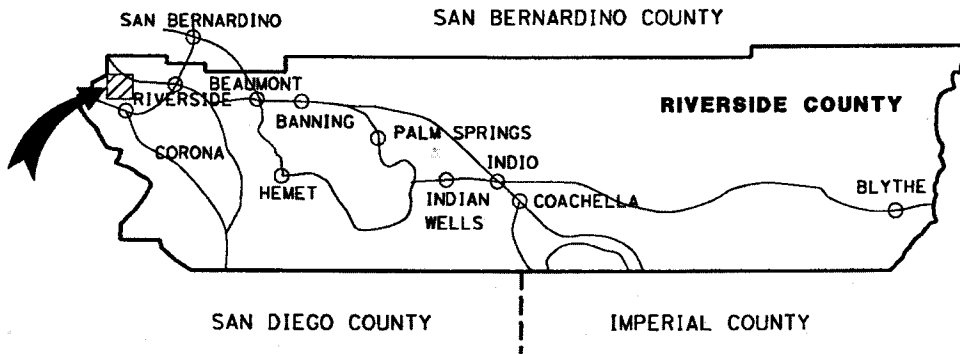 SAN BERNARDINO COUNTY
SAN BERNARDINO
BEAUMONT
RIVERSIDE
RIVERSIDE COUNTY
BANNING
PALM SPRINGS
CORONA
INDIO
HEMET
BLYTHE
INDIAN
WELLS
COACHELLA
SAN DIEGO COUNTY
IMPERIAL COUNTY